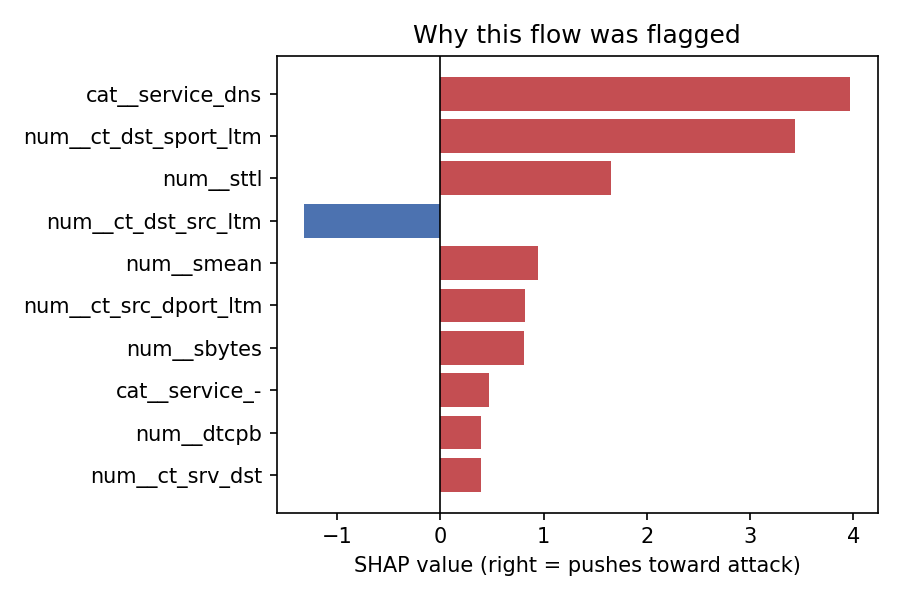 Why this flow was flagged
cat__service_dns
num__ct_dst_sport_ltm
num__sttl
num__ct_dst_src_ltm
num__smean
num__ct_src_dport_ltm
num__sbytes
cat__service_-
num__dtcpb
num__ct_srv_dst
−1 0 1 2 3 4
SHAP value (right = pushes toward attack)